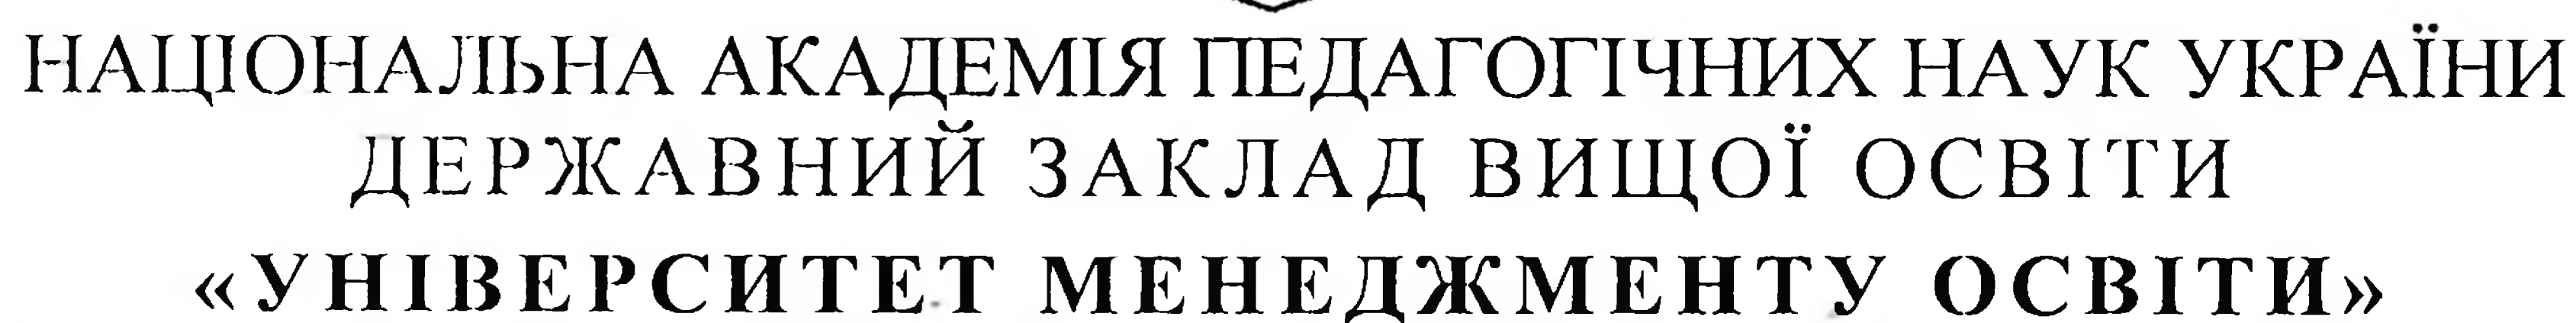 НАЦІОНАЛЬНА АКАДЕМІЯ ПЕДАГОГІЧНИХ НАУК УКРАЇНИ
ДЕРЖАВНИЙ ЗАКЛАД ВИЩОЇ ОСВІТИ
«УНІВЕРСИТЕТ МЕНЕДЖМЕНТУ ОСВІТИ»